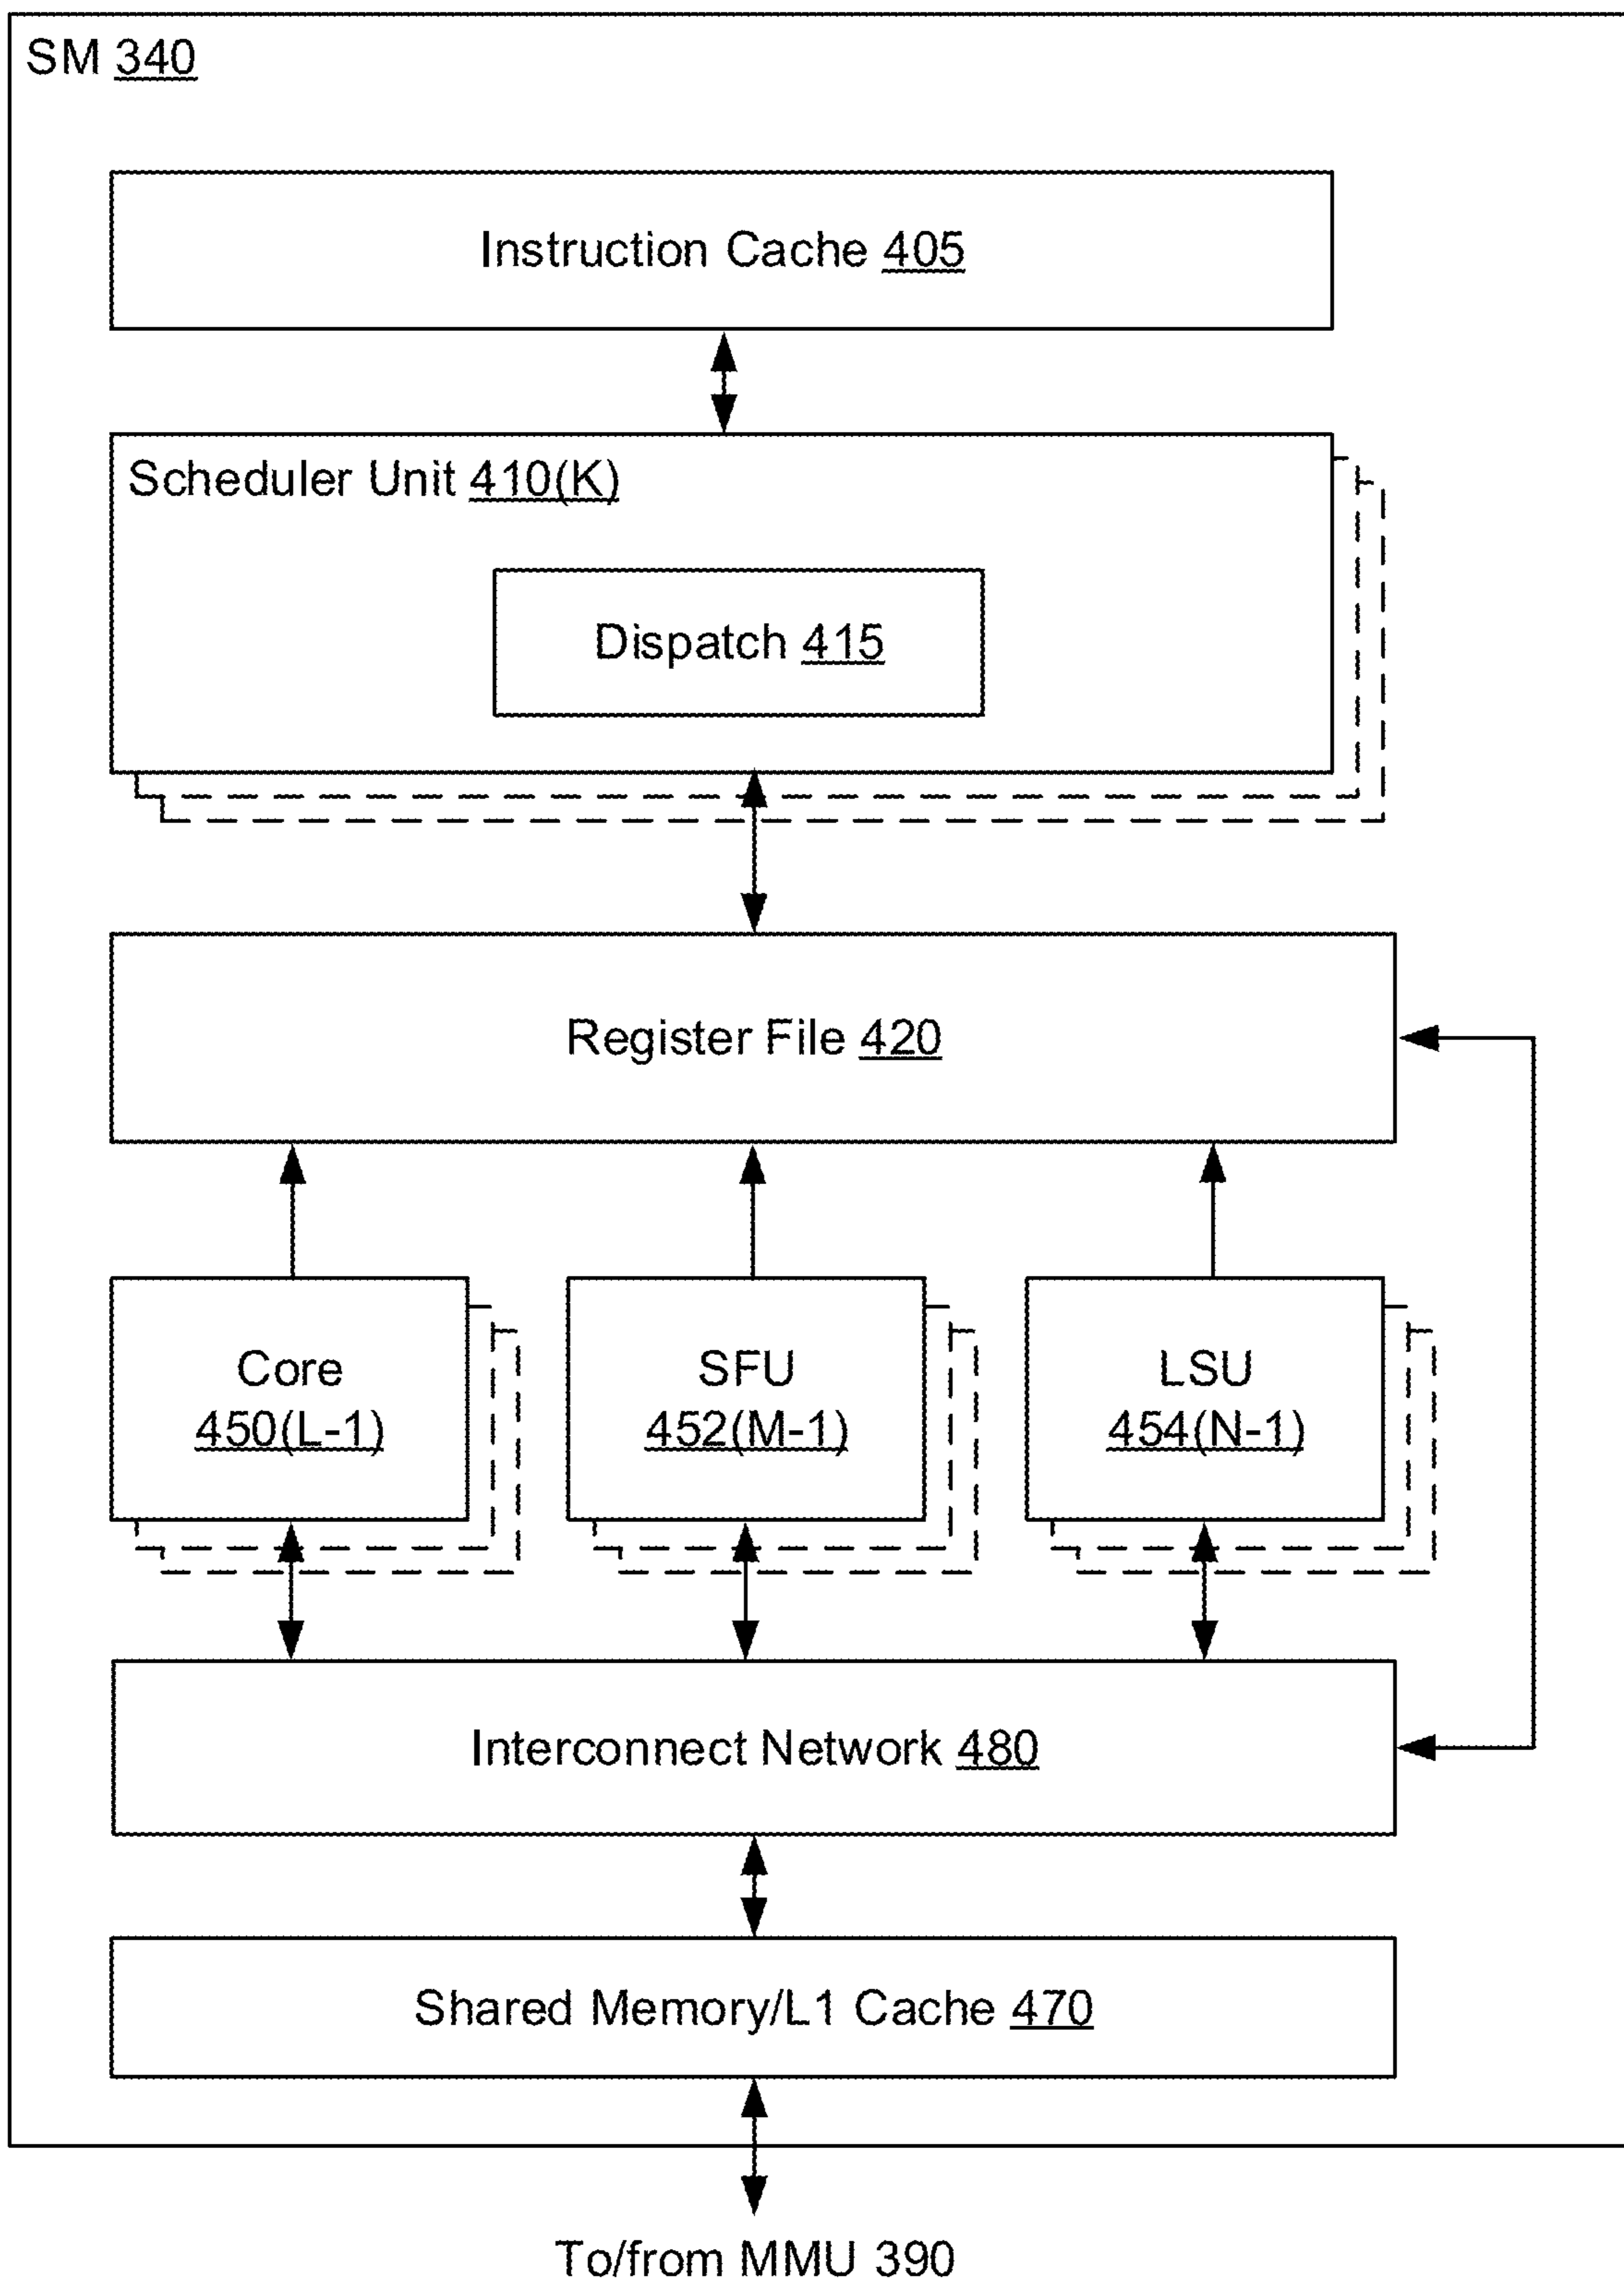 SM 340
Instruction Cache 405
Scheduler Unit 410(K)
Dispatch 415
Register File 420
Core
450(L-1)
SFU
452(M-1)
LSU
454(N-1)
Interconnect Network 480
Shared Memory/L1 Cache 470
To/from MMU 390